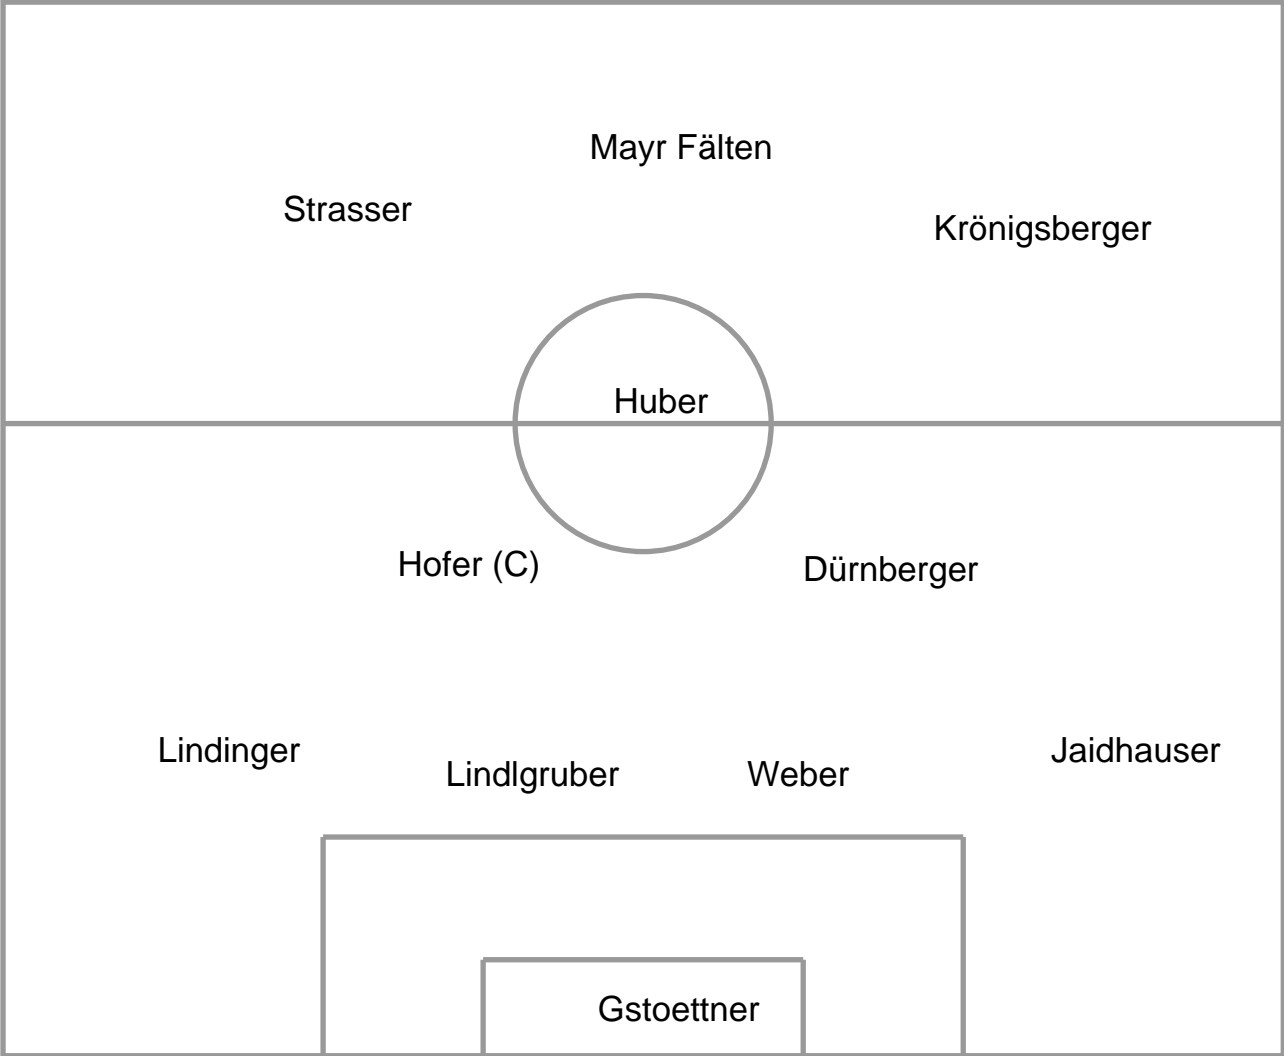 Mayr Fälten
Strasser
Krönigsberger
Huber
Hofer (C)
Dürnberger
Lindinger
Jaidhauser
Lindlgruber
Weber
Gstoettner